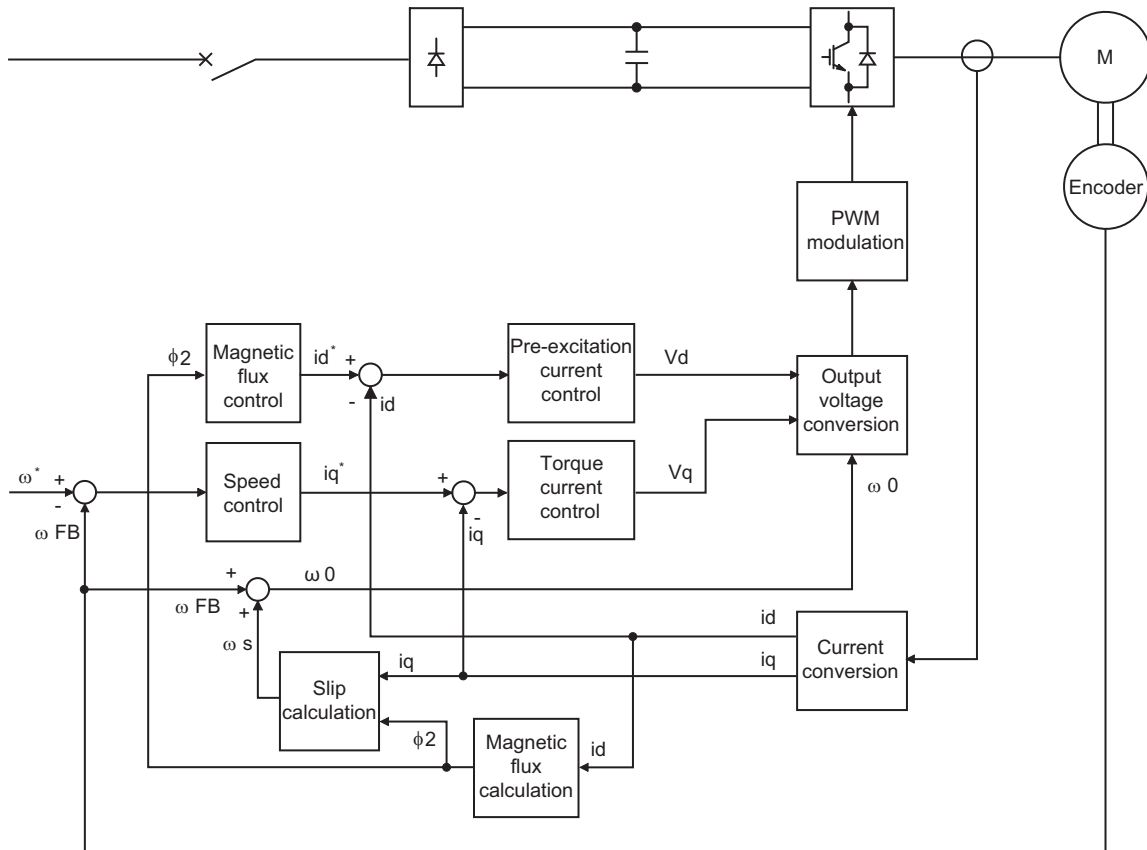 M
Encoder
PWM
modulation
ϕ2
Magnetic
flux
control
id*
+
-
id
Pre-excitation
current
control
Vd
Output
voltage
conversion
ω*
+
-
ω FB
Speed
control
iq*
+
-
iq
Torque
current
control
Vq
ω 0
+
ω FB
+
ω 0
ω s
id
iq
Current
conversion
iq
Slip
calculation
ϕ2
Magnetic
flux
calculation
id